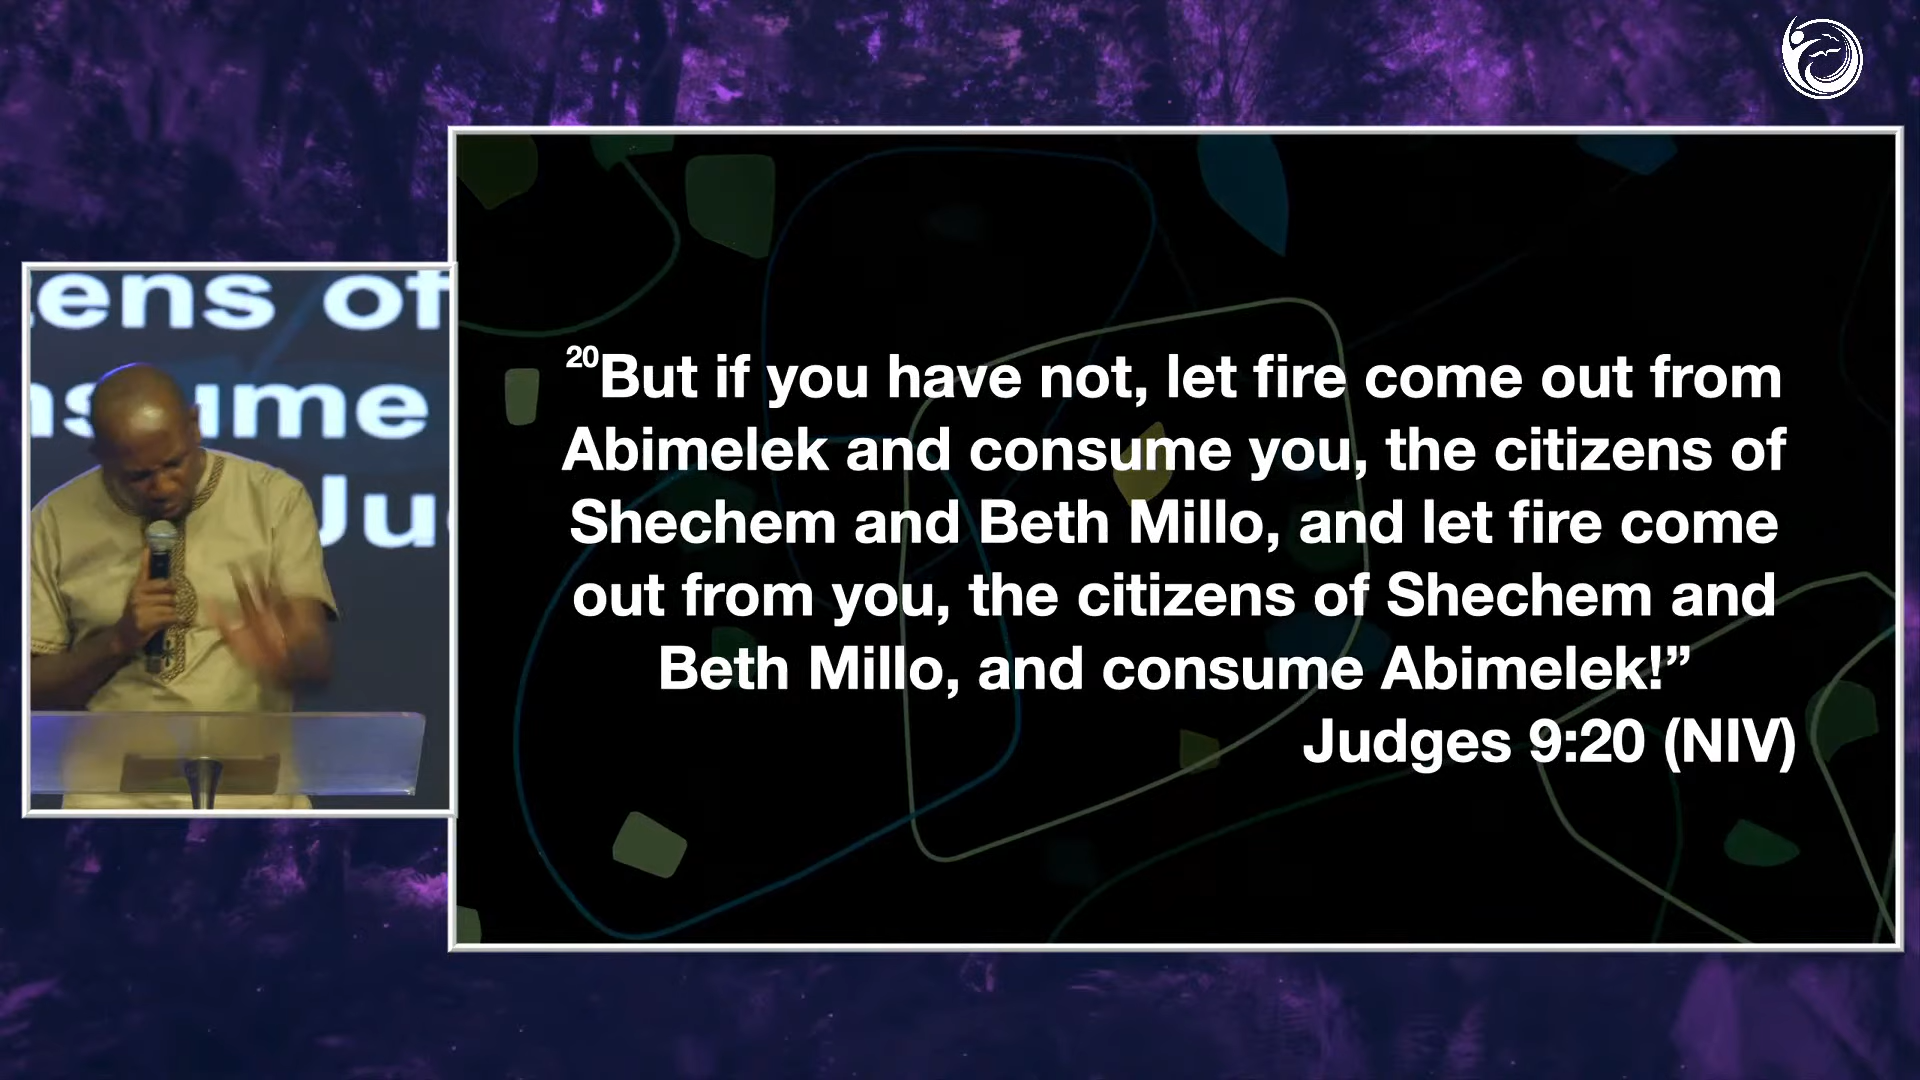 ens of
sume
Ju
20But if you have not, let fire come out from
Abimelek and consume you, the citizens of
Shechem and Beth Millo, and let fire come
out from you, the citizens of Shechem and
Beth Millo, and consume Abimelek!”
Judges 9:20 (NIV)